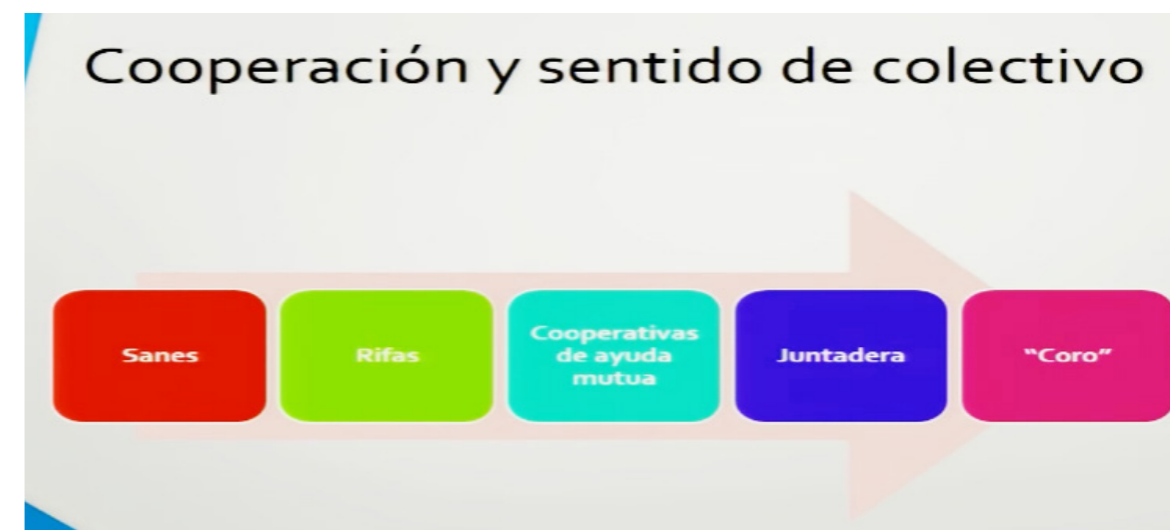 Cooperación y sentido de colectivo
Sanes
Rifas
Cooperativas
de ayuda
mutua
Juntadera
“Coro”